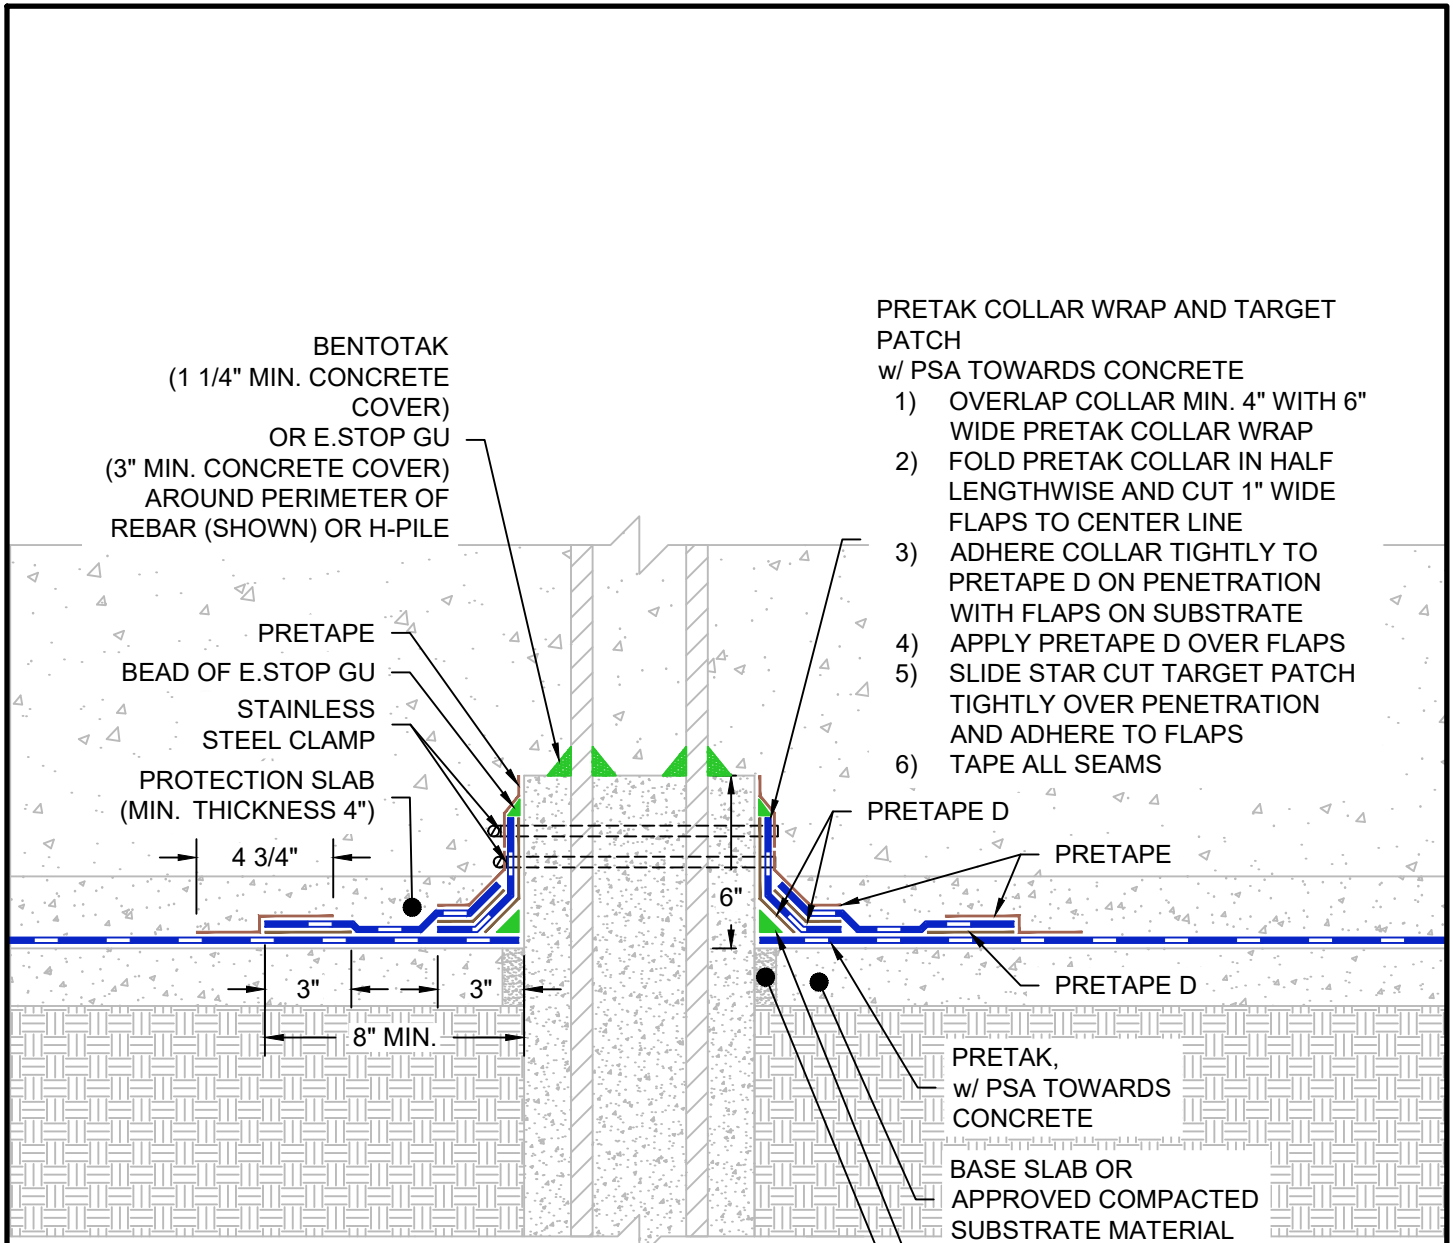 BENTOTAK
(1 1/4" MIN. CONCRETE
COVER)
OR E.STOP GU
(3" MIN. CONCRETE COVER)
AROUND PERIMETER OF
REBAR (SHOWN) OR H-PILE
PRETAPE
BEAD OF E.STOP GU
STAINLESS
STEEL CLAMP
PROTECTION SLAB
(MIN. THICKNESS 4")
4 3/4"
3"
3"
8" MIN.
6"
PRETAK COLLAR WRAP AND TARGET
PATCH
w/ PSA TOWARDS CONCRETE
1) OVERLAP COLLAR MIN. 4" WITH 6"
WIDE PRETAK COLLAR WRAP
2) FOLD PRETAK COLLAR IN HALF
LENGTHWISE AND CUT 1" WIDE
FLAPS TO CENTER LINE
3) ADHERE COLLAR TIGHTLY TO
PRETAPE D ON PENETRATION
WITH FLAPS ON SUBSTRATE
4) APPLY PRETAPE D OVER FLAPS
5) SLIDE STAR CUT TARGET PATCH
TIGHTLY OVER PENETRATION
AND ADHERE TO FLAPS
6) TAPE ALL SEAMS
PRETAPE D
PRETAPE
PRETAPE D
PRETAK,
w/ PSA TOWARDS
CONCRETE
BASE SLAB OR
APPROVED COMPACTED
SUBSTRATE MATERIAL